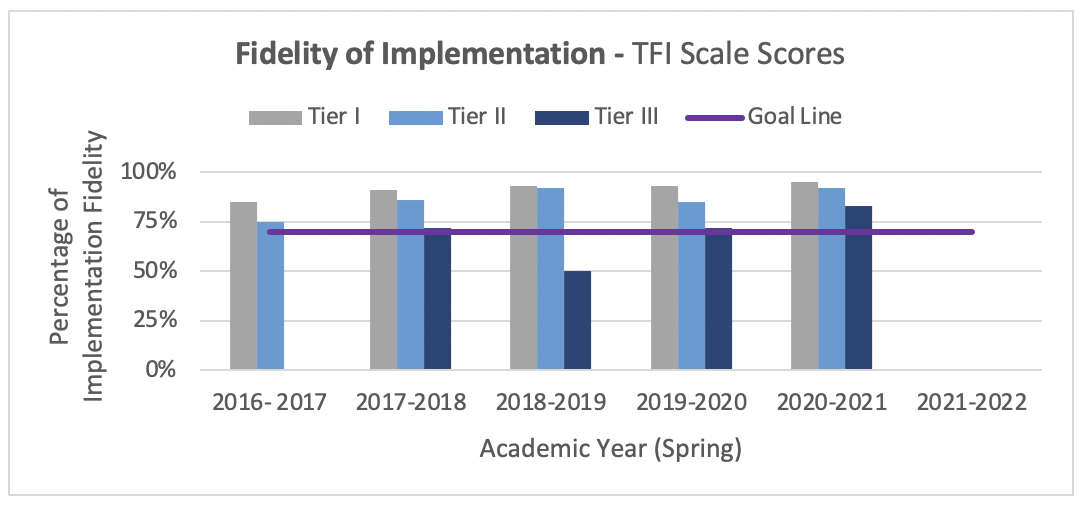 Fidelity of Implementation - TFI Scale Scores
Tier I Tier II Tier III Goal Line
Percentage of
Implementation Fidelity
100%
75%
50%
25%
0%
2016- 2017 2017-2018 2018-2019 2019-2020 2020-2021 2021-2022
Academic Year (Spring)